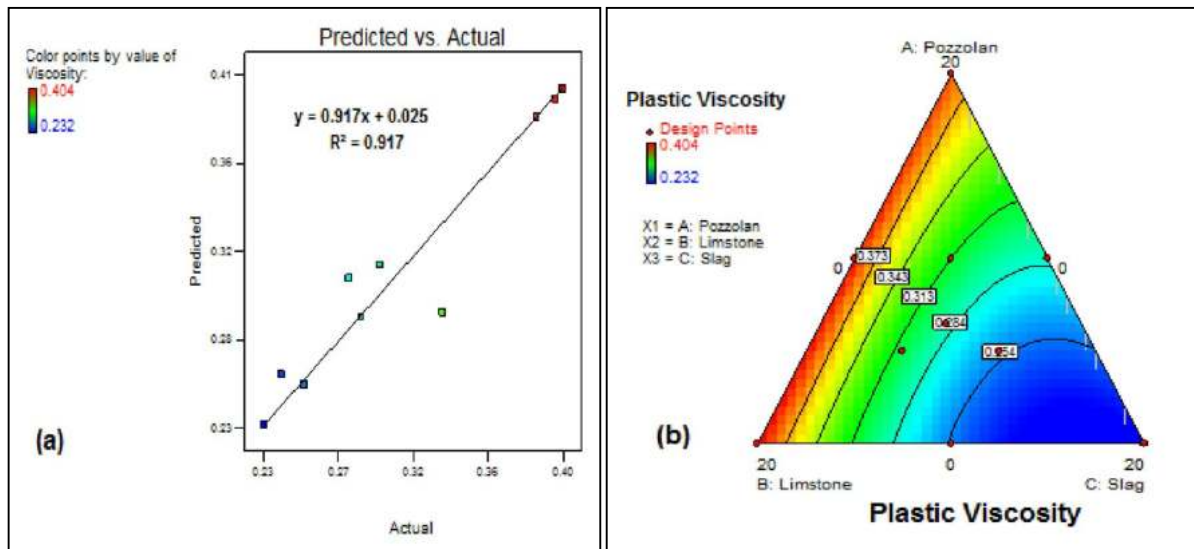 Predicted vs. Actual
Color points by value of
Viscosity:
0.404
0.232
y = 0.917x + 0.025
R² = 0.917
0.41
0.36
0.32
0.28
0.23
Predicted
0.23
0.27
0.32
0.36
0.40
Actual
(a)
A: Pozzolan
20
Plastic Viscosity
Design Points
0.404
0.232
X1 = A: Pozzolan
X2 = B: Limstone
X3 = C: Slag
0
0
0.373
0.343
0.313
0.284
0.254
(b)
20
0
20
B: Limstone
C: Slag
Plastic Viscosity